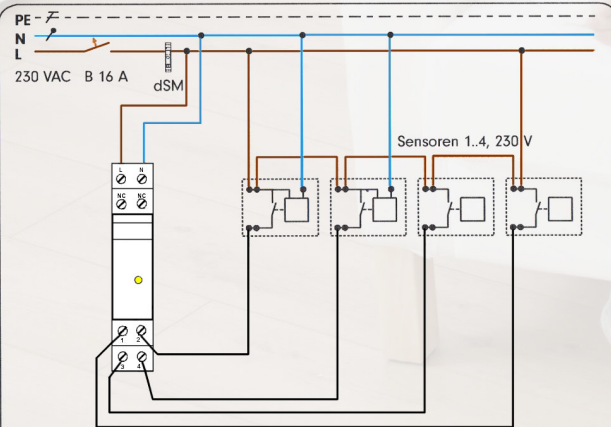 PE
N
L
230 VAC B 16 A
dSM
Sensoren 1..4, 230 V
L N
NC NC
1 2
3 4